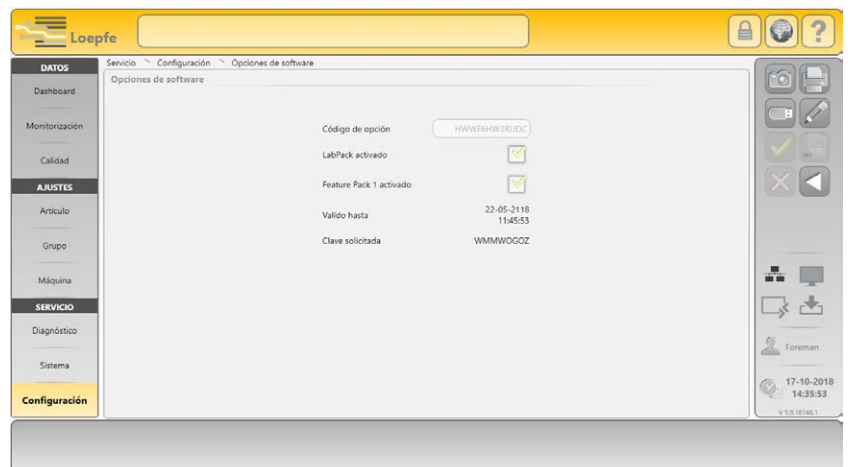 Loepfe
?
DATOS
Dashboard
Monitorización
Calidad
AJUSTES
Artículo
Grupo
Máquina
SERVICIO
Diagnóstico
Sistema
Configuración
Servicio Configuración Opciones de software
Opciones de software
Código de opción HWWE6HW3RUDC
LabPack activado
Feature Pack 1 activado
Valído hasta 22-05-2118
11:45:53
Clave solicitada WMMWOGOZ
Foreman
17-10-2018
14:35:53
V 5.9.18148.1